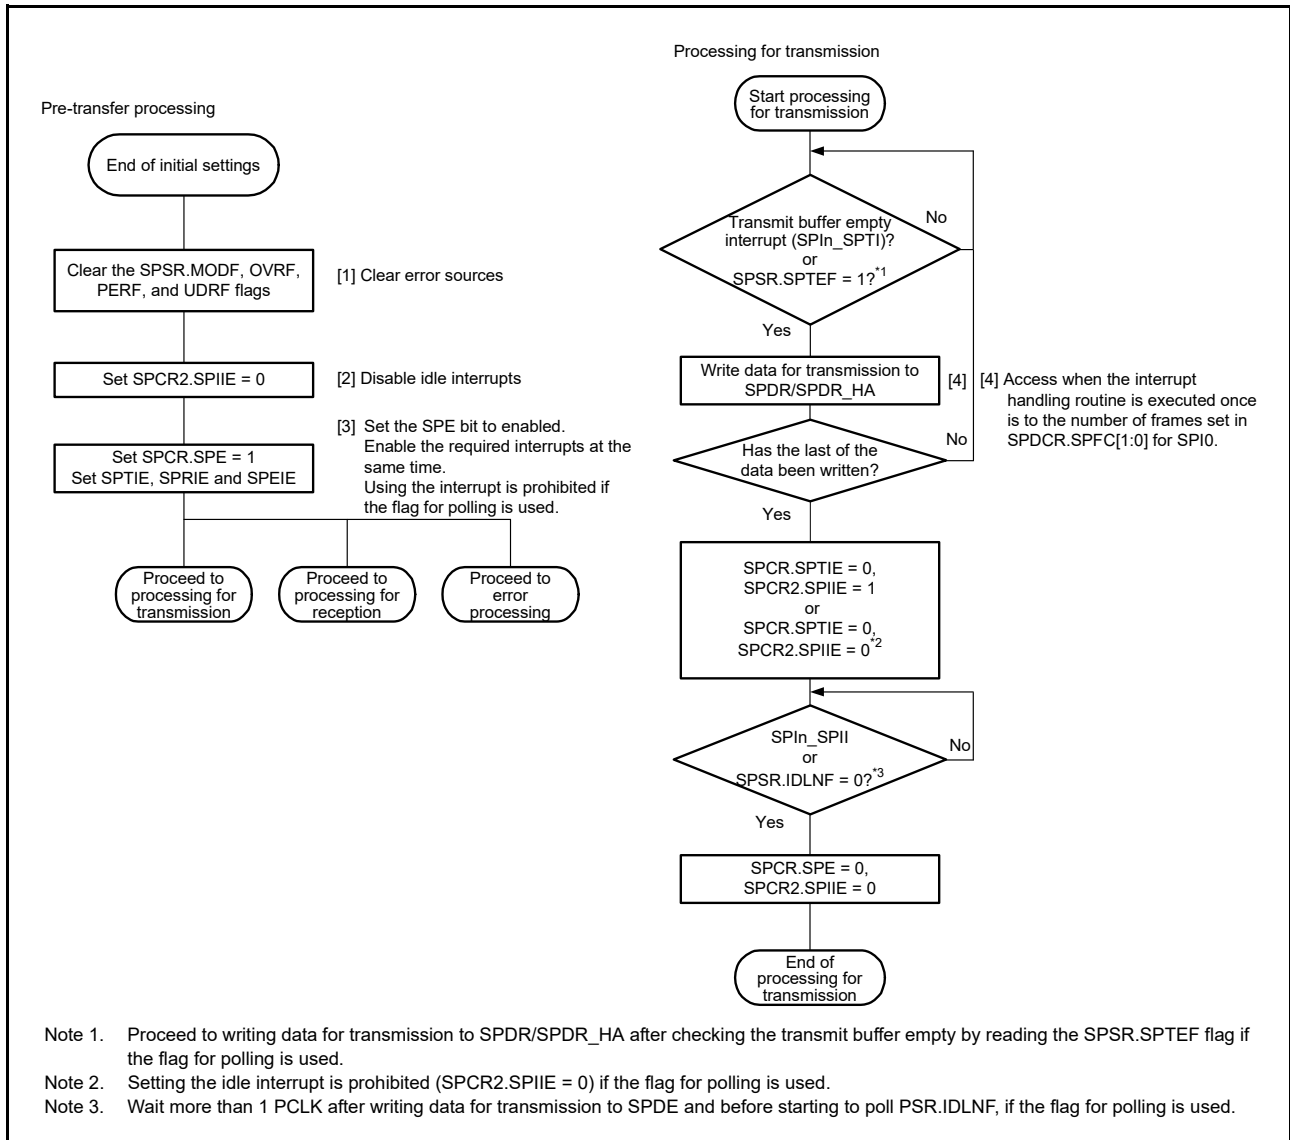 Pre-transfer processing
End of initial settings
Clear the SPSR.MODF, OVRF,
PERF, and UDRF flags
[1] Clear error sources
Set SPCR2.SPIIE = 0
[2] Disable idle interrupts
Set SPCR.SPE = 1
Set SPTIE, SPRIE and SPEIE
[3] Set the SPE bit to enabled.
Enable the required interrupts at the
same time.
Using the interrupt is prohibited if
the flag for polling is used.
Proceed to
processing for
transmission
Proceed to
processing for
reception
Proceed to
error
processing
Processing for transmission
Start processing
for transmission
Transmit buffer empty
interrupt (SPIn_SPTI)?
or
SPSR.SPTEF = 1?*1
No
Yes
Write data for transmission to
SPDR/SPDR_HA
[4]
[4] Access when the interrupt
handling routine is executed once
is to the number of frames set in
SPDCR.SPFC[1:0] for SPI0.
Has the last of the
data been written?
No
Yes
SPCR.SPTIE = 0,
SPCR2.SPIIE = 1
or
SPCR.SPTIE = 0,
SPCR2.SPIIE = 0*2
SPIn_SPII
or
SPSR.IDLNF = 0?*3
No
Yes
SPCR.SPE = 0,
SPCR2.SPIIE = 0
End of
processing for
transmission
Note 1. Proceed to writing data for transmission to SPDR/SPDR_HA after checking the transmit buffer empty by reading the SPSR.SPTEF flag if
the flag for polling is used.
Note 2. Setting the idle interrupt is prohibited (SPCR2.SPIIE = 0) if the flag for polling is used.
Note 3. Wait more than 1 PCLK after writing data for transmission to SPDE and before starting to poll PSR.IDLNF, if the flag for polling is used.